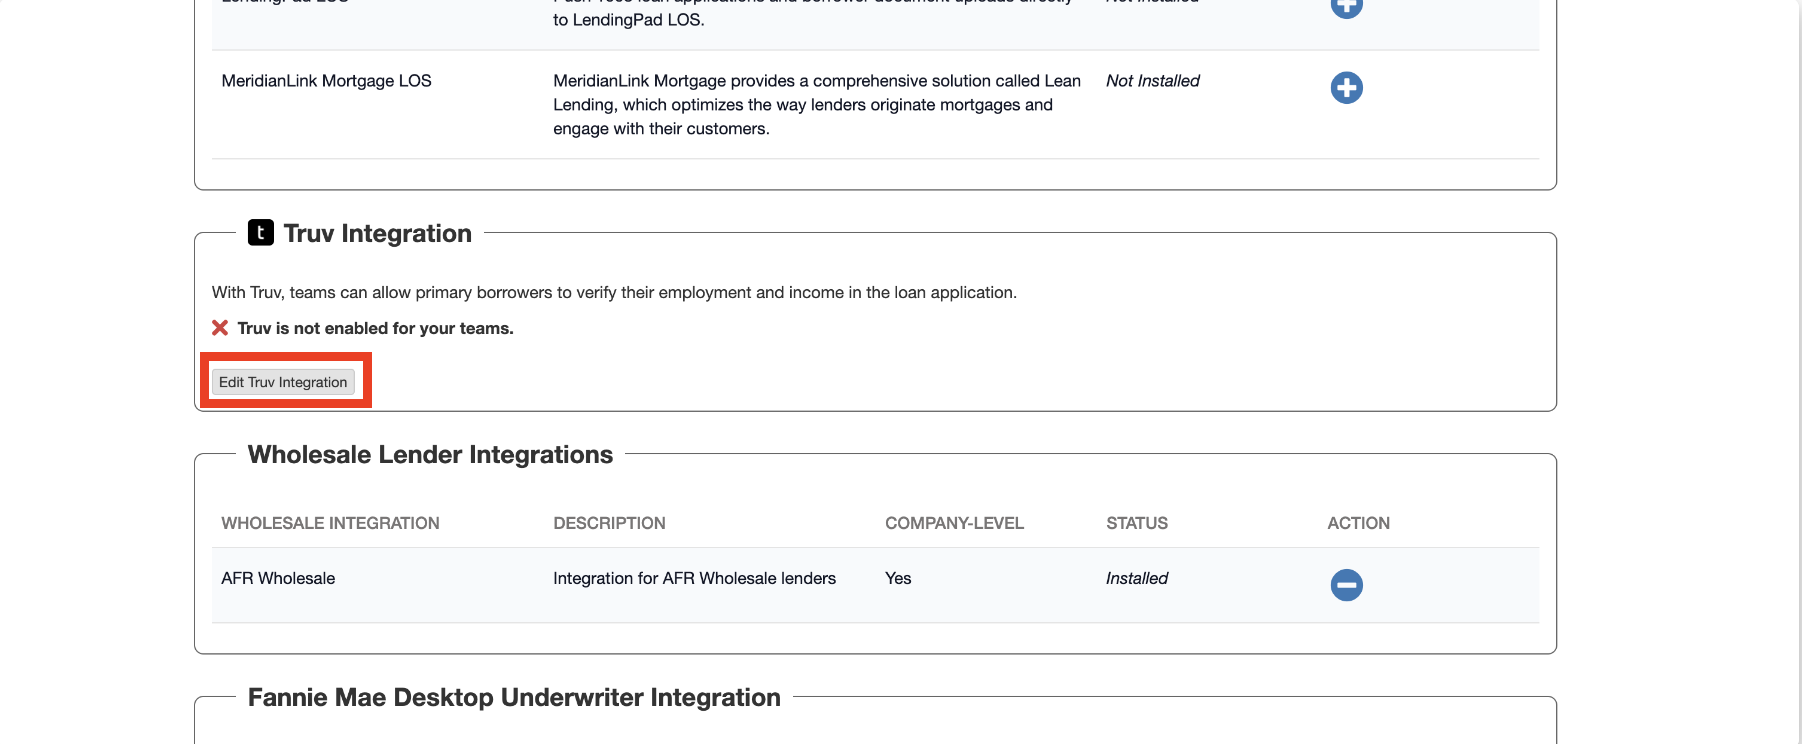 to LendingPad LOS.
MeridianLink Mortgage LOS
MeridianLink Mortgage provides a comprehensive solution called Lean
Lending, which optimizes the way lenders originate mortgages and
engage with their customers.
Not Installed
t Truv Integration
With Truv, teams can allow primary borrowers to verify their employment and income in the loan application.
Truv is not enabled for your teams.
Edit Truv Integration
Wholesale Lender Integrations
WHOLESALE INTEGRATION DESCRIPTION COMPANY-LEVEL STATUS ACTION
AFR Wholesale Integration for AFR Wholesale lenders Yes Installed
Fannie Mae Desktop Underwriter Integration